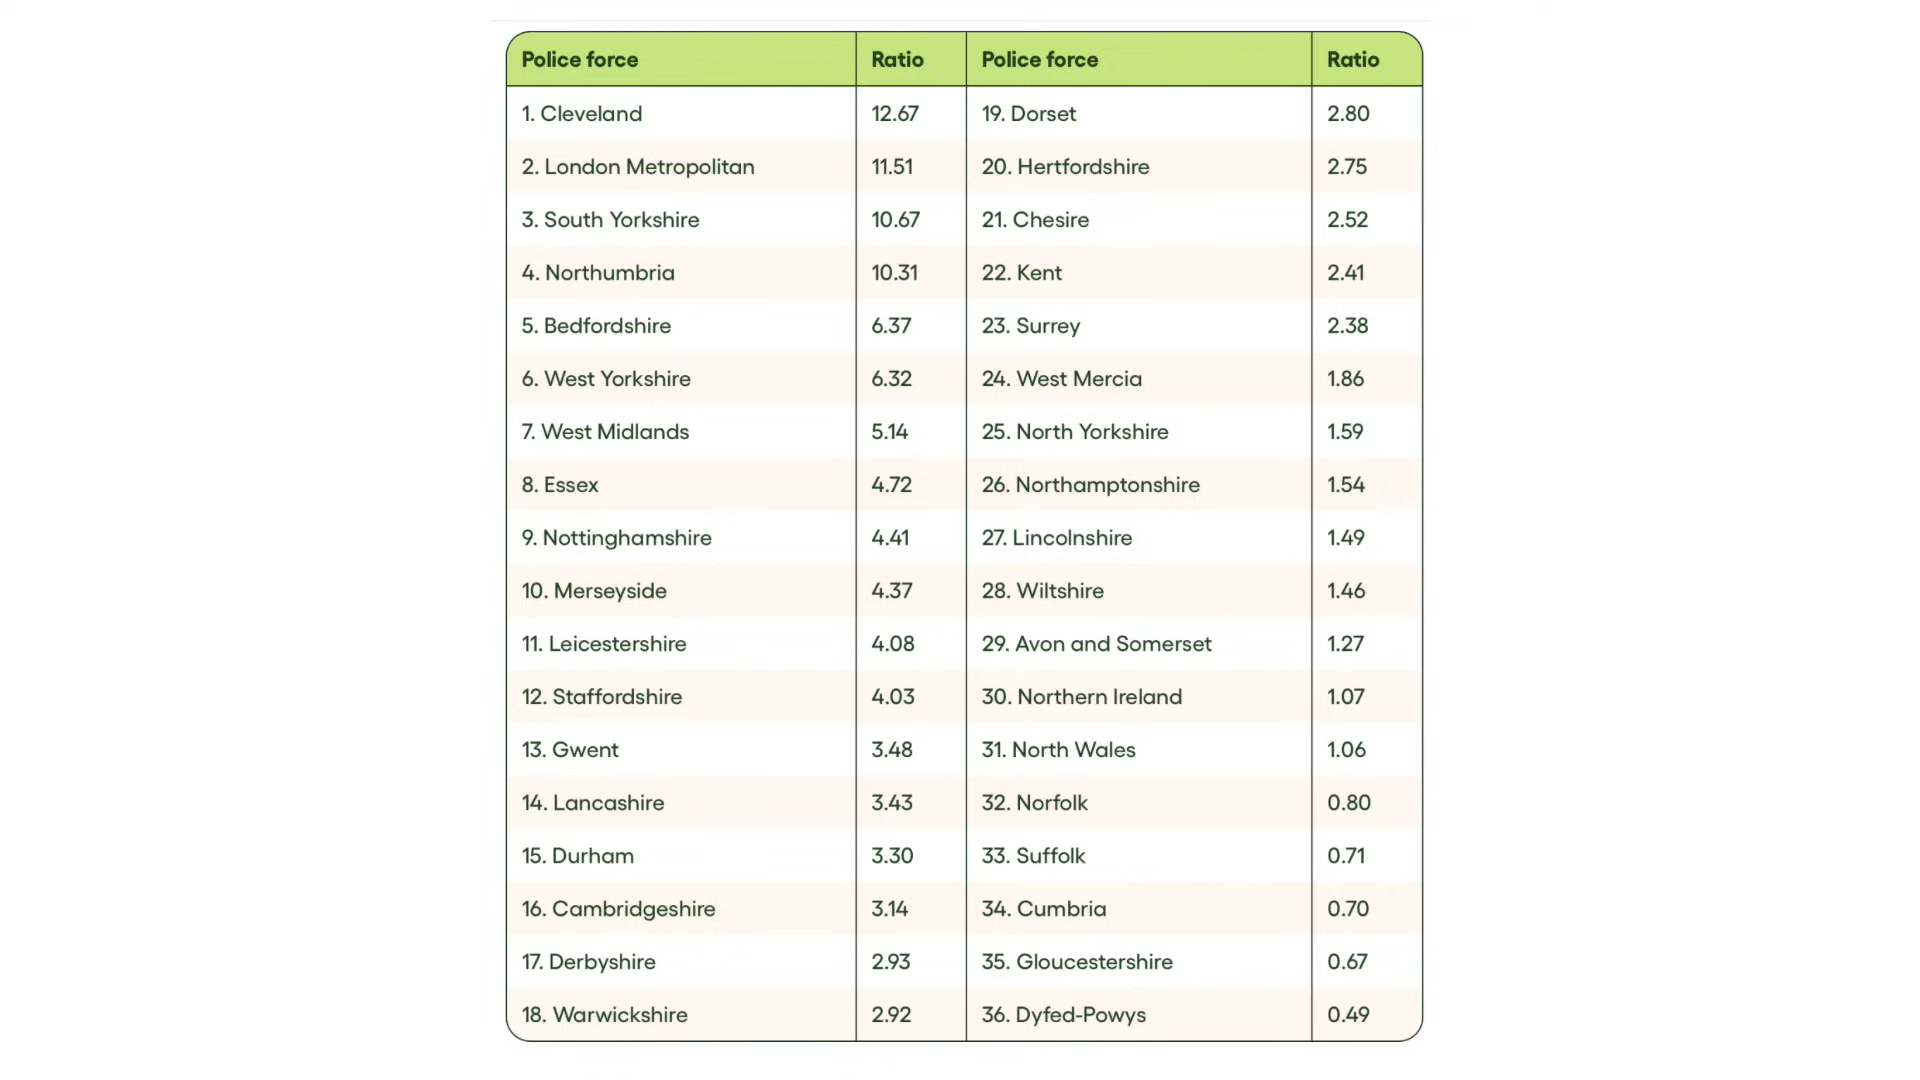 Police force Ratio Police force Ratio
1. Cleveland 12.67 19. Dorset 2.80
2. London Metropolitan 11.51 20. Hertfordshire 2.75
3. South Yorkshire 10.67 21. Chesire 2.52
4. Northumbria 10.31 22. Kent 2.41
5. Bedfordshire 6.37 23. Surrey 2.38
6. West Yorkshire 6.32 24. West Mercia 1.86
7. West Midlands 5.14 25. North Yorkshire 1.59
8. Essex 4.72 26. Northamptonshire 1.54
9. Nottinghamshire 4.41 27. Lincolnshire 1.49
10. Merseyside 4.37 28. Wiltshire 1.46
11. Leicestershire 4.08 29. Avon and Somerset 1.27
12. Staffordshire 4.03 30. Northern Ireland 1.07
13. Gwent 3.48 31. North Wales 1.06
14. Lancashire 3.43 32. Norfolk 0.80
15. Durham 3.30 33. Suffolk 0.71
16. Cambridgeshire 3.14 34. Cumbria 0.70
17. Derbyshire 2.93 35. Gloucestershire 0.67
18. Warwickshire 2.92 36. Dyfed-Powys 0.49